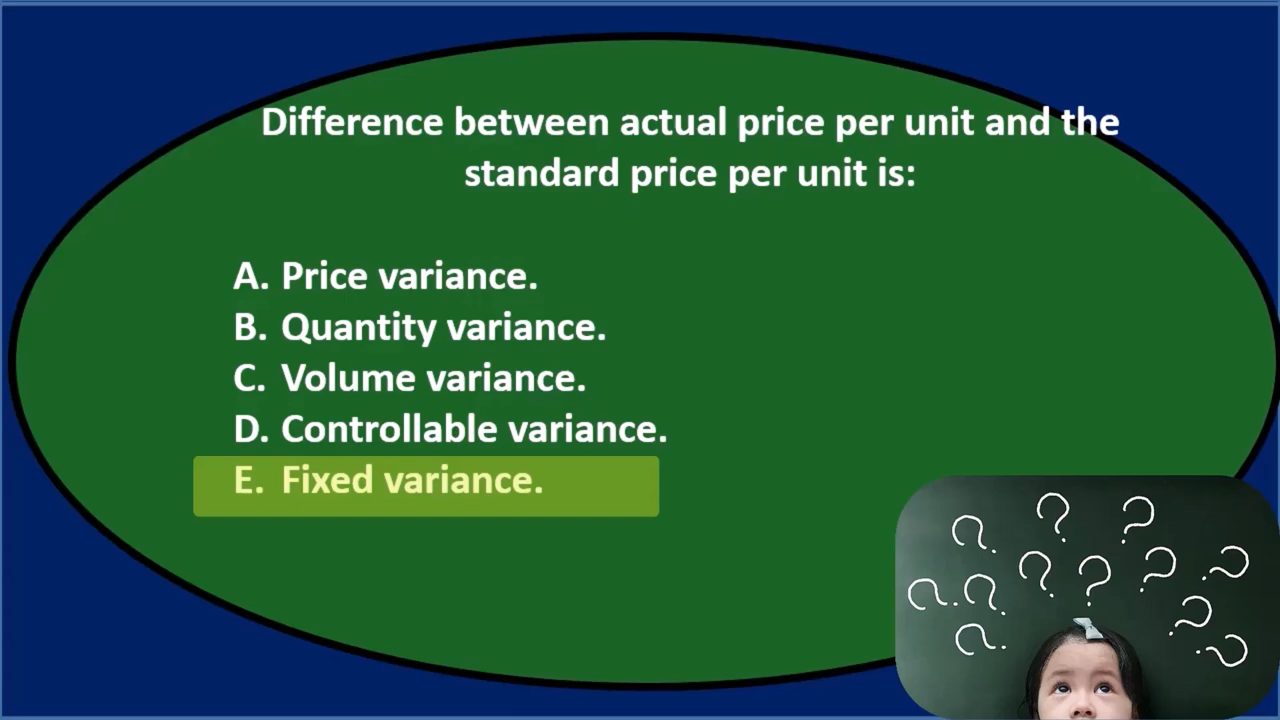 Difference between actual price per unit and the
standard price per unit is:
A. Price variance.
B. Quantity variance.
C. Volume variance.
D. Controllable variance.
E. Fixed variance.